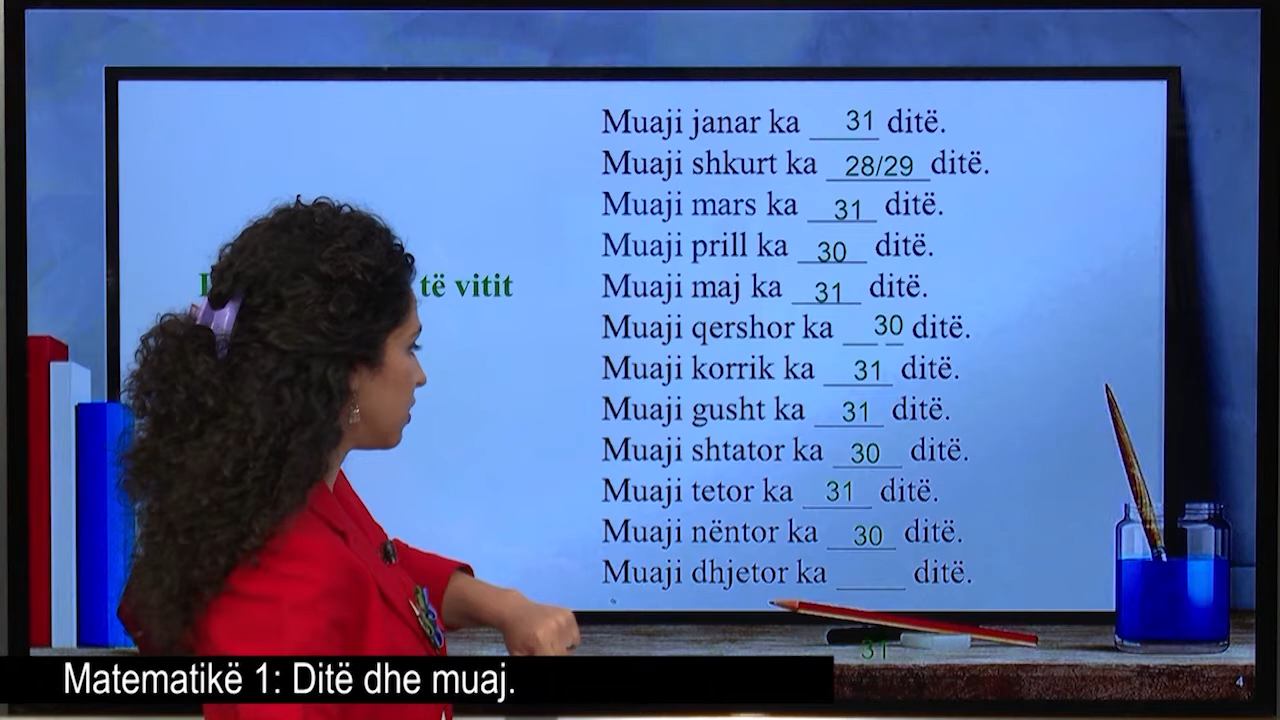 të vitit
Muaji janar ka 31 ditë.
Muaji shkurt ka 28/29 ditë.
Muaji mars ka 31 ditë.
Muaji prill ka 30 ditë.
Muaji maj ka 31 ditë.
Muaji qershor ka 30 ditë.
Muaji korrik ka 31 ditë.
Muaji gusht ka 31 ditë.
Muaji shtator ka 30 ditë.
Muaji tetor ka 31 ditë.
Muaji nëntor ka 30 ditë.
Muaji dhjetor ka ____ ditë.
31
4
Matematikë 1: Ditë dhe muaj.